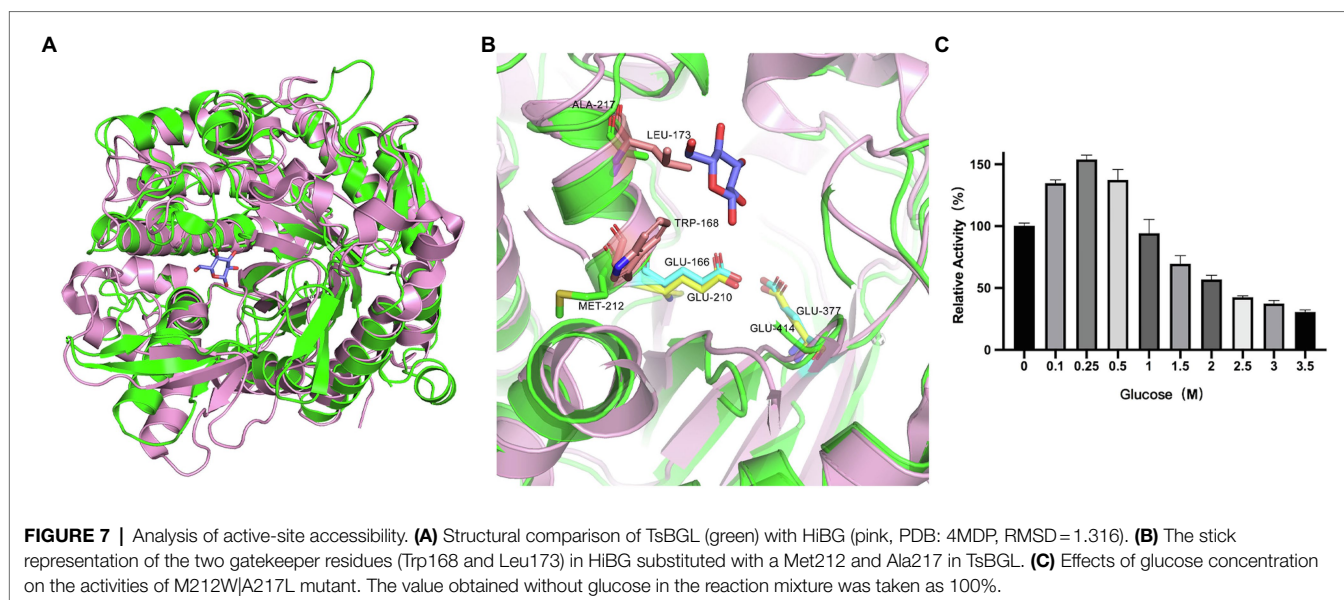 A
B
C
ALA-217
LEU-173
TRP-168
GLU-166
GLU-210
MET-212
GLU-377
GLU-414
Relative Activity (%)
150
100
50
0
0 0.1 0.25 0.5 1 1.5 2 2.5 3 3.5
Glucose (M)
FIGURE 7 | Analysis of active-site accessibility. (A) Structural comparison of TsBGL (green) with HiBG (pink, PDB: 4MDP, RMSD = 1.316). (B) The stick
representation of the two gatekeeper residues (Trp168 and Leu173) in HiBG substituted with a Met212 and Ala217 in TsBGL. (C) Effects of glucose concentration
on the activities of M212W|A217L mutant. The value obtained without glucose in the reaction mixture was taken as 100%.